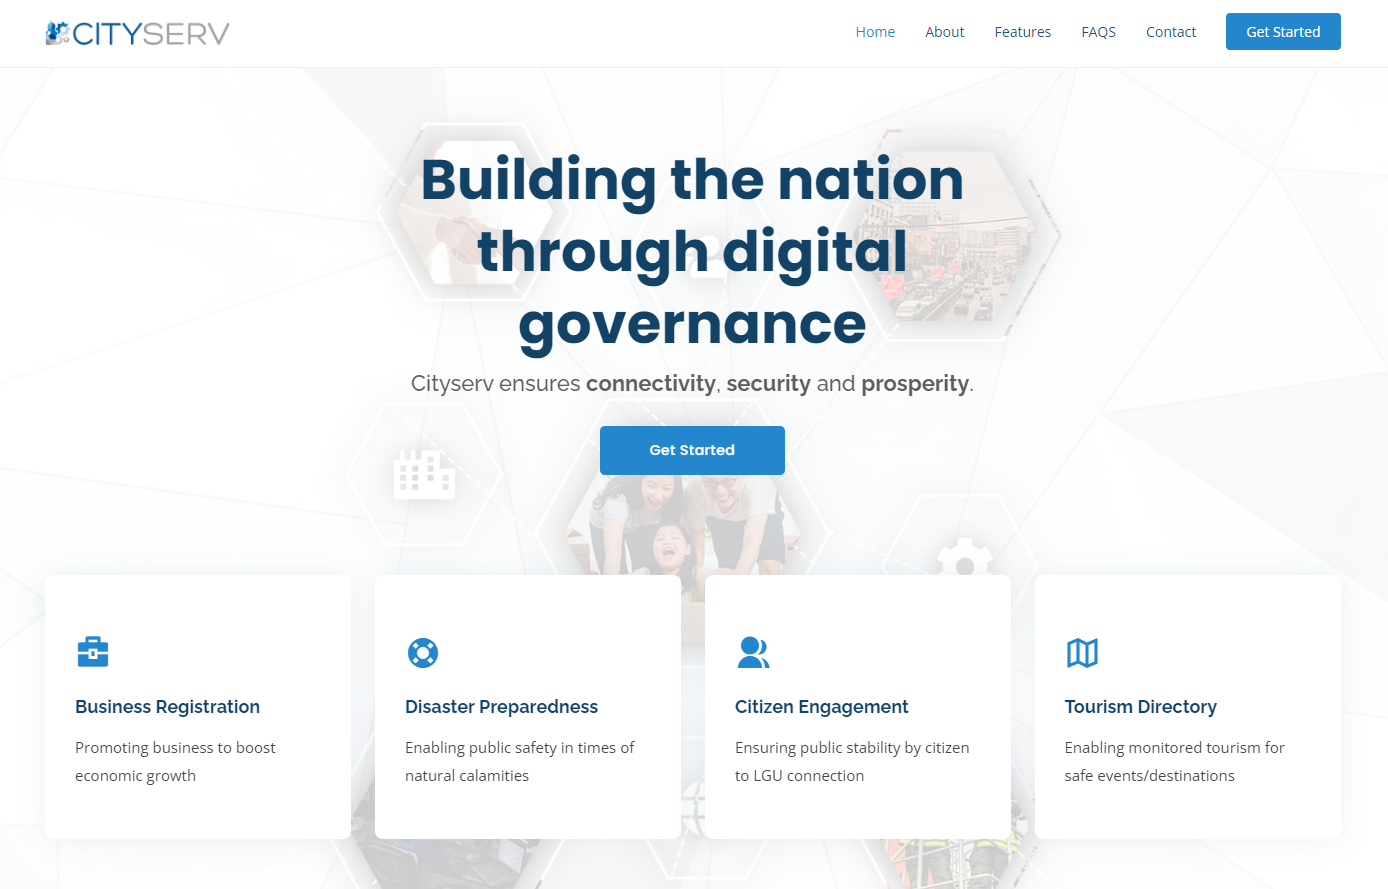 CITYSERV
Home About Features FAQS Contact Get Started
Building the nation
through digital
governance
Cityserv ensures connectivity, security and prosperity.
Get Started
Business Registration
Promoting business to boost
economic growth
Disaster Preparedness
Enabling public safety in times of
natural calamities
Citizen Engagement
Ensuring public stability by citizen
to LGU connection
Tourism Directory
Enabling monitored tourism for
safe events/destinations